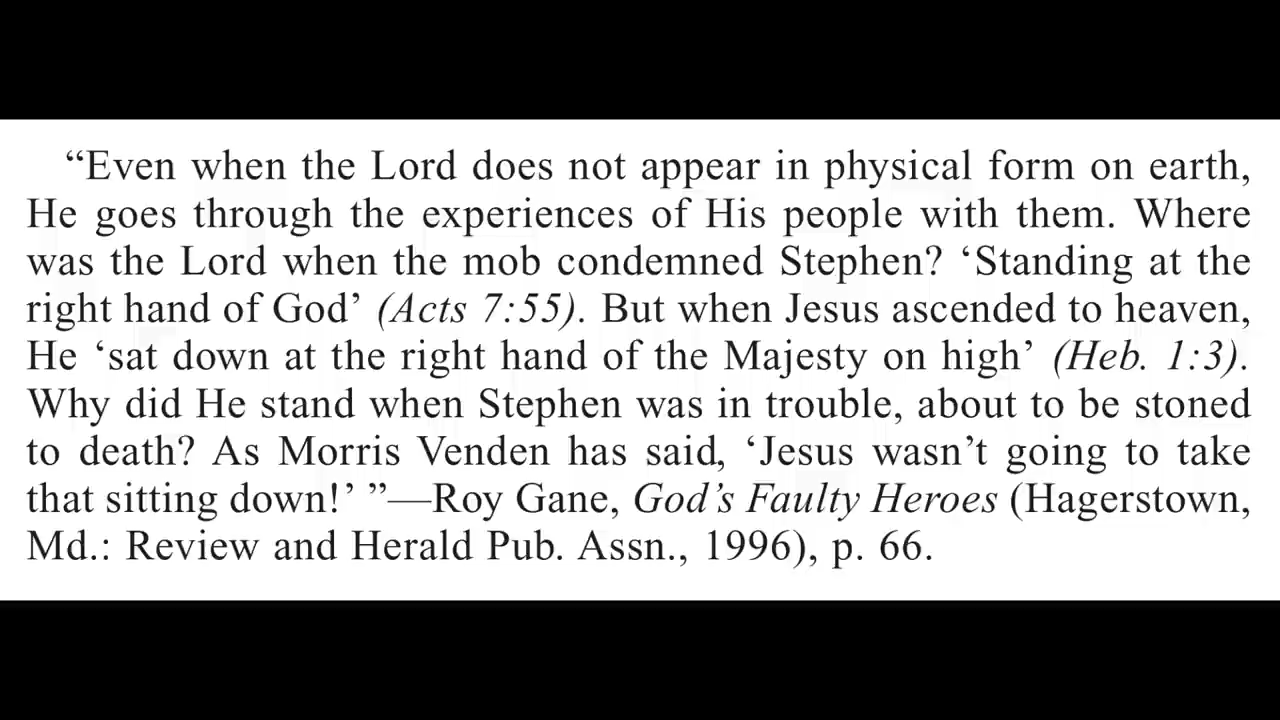 “Even when the Lord does not appear in physical form on earth,
He goes through the experiences of His people with them. Where
was the Lord when the mob condemned Stephen? ‘Standing at the
right hand of God’ (Acts 7:55). But when Jesus ascended to heaven,
He ‘sat down at the right hand of the Majesty on high’ (Heb. 1:3).
Why did He stand when Stephen was in trouble, about to be stoned
to death? As Morris Venden has said, ‘Jesus wasn’t going to take
that sitting down!’ ”—Roy Gane, God’s Faulty Heroes (Hagerstown,
Md.: Review and Herald Pub. Assn., 1996), p. 66.